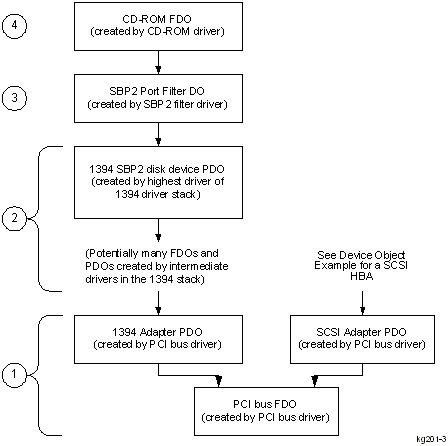 4
CD-ROM FDO
(created by CD-ROM driver)
3
SBP2 Port Filter DO
(created by SBP2 filter driver)
1394 SBP2 disk device PDO
(created by highest driver of
1394 driver stack)
2
(Potentially many FDOs and
PDOs created by intermediate
drivers in the 1394 stack)
See Device Object
Example for a SCSI
HBA
1
1394 Adapter PDO
(created by PCI bus driver)
SCSI Adapter PDO
(created by PCI bus driver)
PCI bus FDO
(created by PCI bus driver)
kg201-3